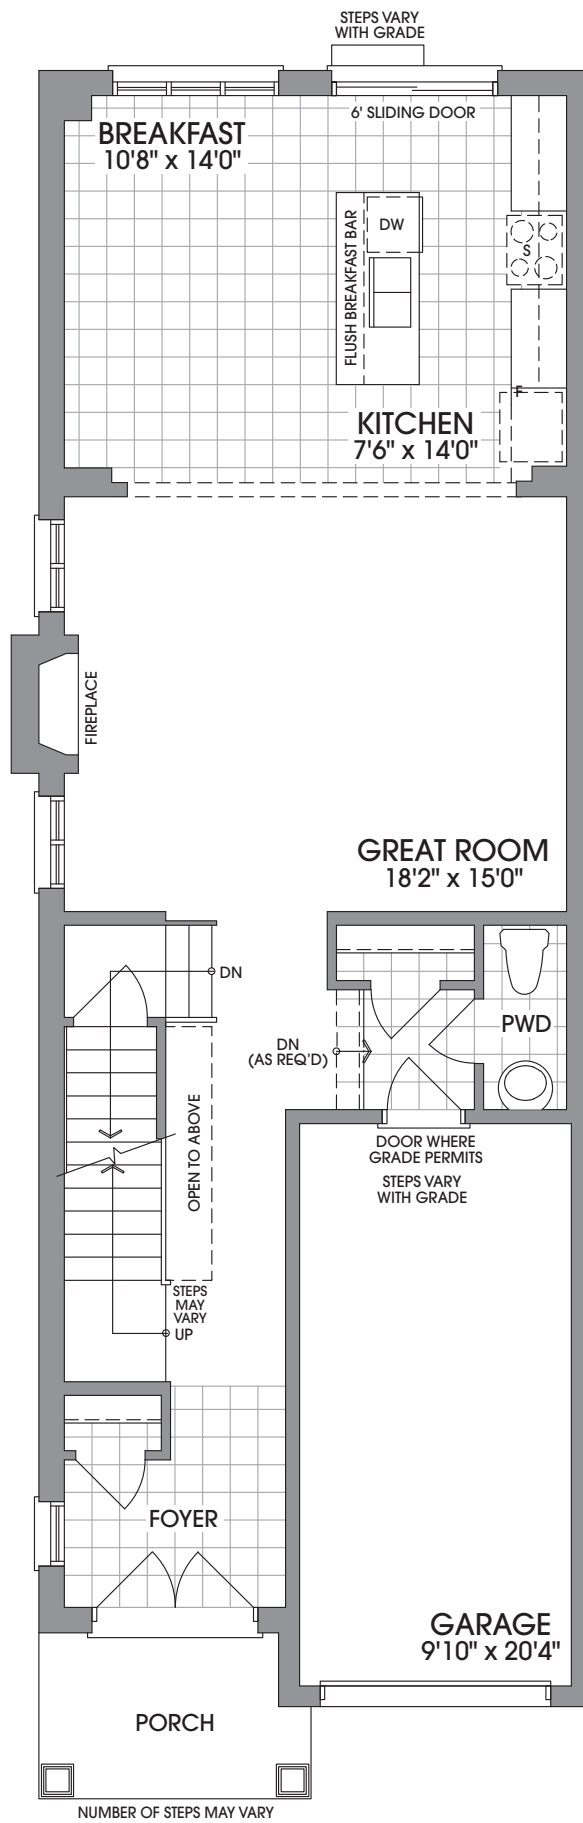 STEPS VARY
WITH GRADE
6' SLIDING DOOR
BREAKFAST
10'8" x 14'0"
DW
FLUSH BREAKFAST BAR
S
F
KITCHEN
7'6" x 14'0"
FIREPLACE
GREAT ROOM
18'2" x 15'0"
DN
PWD
DN
(AS REQ'D)
OPEN TO ABOVE
DOOR WHERE
GRADE PERMITS
STEPS VARY
WITH GRADE
STEPS
MAY
VARY
UP
FOYER
GARAGE
9'10" x 20'4"
PORCH
NUMBER OF STEPS MAY VARY